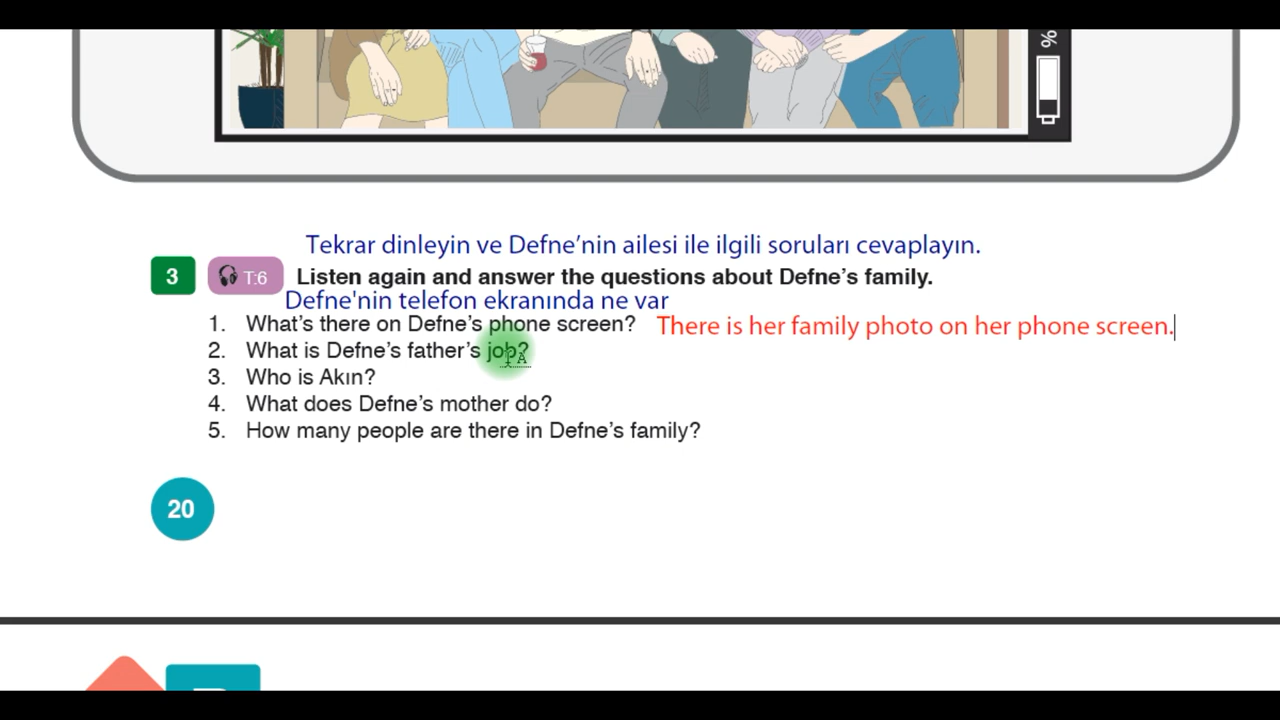 %
Tekrar dinleyin ve Defne'nin ailesi ile ilgili soruları cevaplayın.
3 T:6 Listen again and answer the questions about Defne's family.
Defne'nin telefon ekranında ne var
1. What's there on Defne's phone screen? There is her family photo on her phone screen.
2. What is Defne's father's job?
3. Who is Akın?
4. What does Defne's mother do?
5. How many people are there in Defne's family?
20